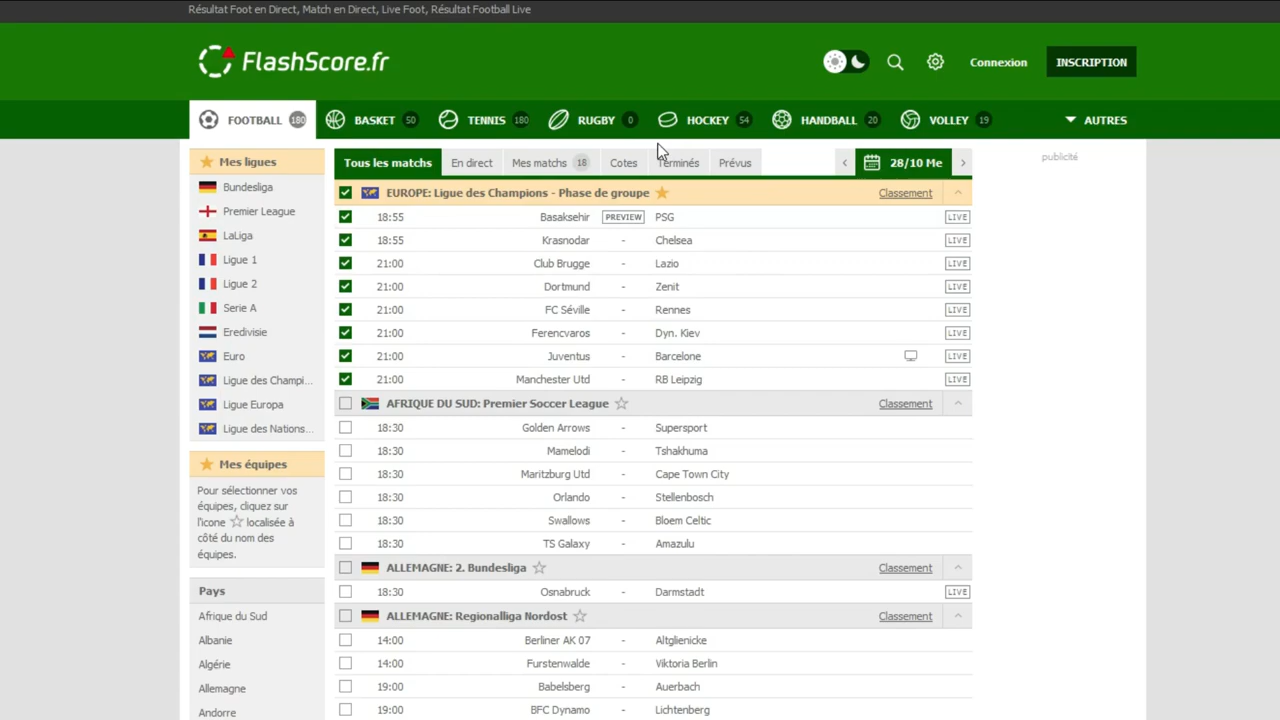 Résultat Foot en Direct, Match en Direct, Live Foot, Résultat Football Live
FlashScore.fr
Connexion
INSCRIPTION
FOOTBALL 180
BASKET 50
TENNIS 180
RUGBY 0
HOCKEY 54
HANDBALL 20
VOLLEY 19
AUTRES
Mes ligues
Bundesliga
Premier League
LaLiga
Ligue 1
Ligue 2
Serie A
Eredivisie
Euro
Ligue des Champi...
Ligue Europa
Ligue des Nations...
Mes équipes
Pour sélectionner vos
équipes, cliquez sur
l'icone localisée à
côté du nom des
équipes.
Pays
Afrique du Sud
Albanie
Algérie
Allemagne
Andorre
Tous les matchs
En direct
Mes matchs 18
Cotes
Terminés
Prévus
28/10 Me
EUROPE: Ligue des Champions - Phase de groupe Classement
18:55 Basaksehir PREVIEW PSG LIVE
18:55 Krasnodar - Chelsea LIVE
21:00 Club Brugge - Lazio LIVE
21:00 Dortmund - Zenit LIVE
21:00 FC Séville - Rennes LIVE
21:00 Ferencvaros - Dyn. Kiev LIVE
21:00 Juventus - Barcelone LIVE
21:00 Manchester Utd - RB Leipzig LIVE
AFRIQUE DU SUD: Premier Soccer League Classement
18:30 Golden Arrows - Supersport
18:30 Mamelodi - Tshakhuma
18:30 Maritzburg Utd - Cape Town City
18:30 Orlando - Stellenbosch
18:30 Swallows - Bloem Celtic
18:30 TS Galaxy - Amazulu
ALLEMAGNE: 2. Bundesliga Classement
18:30 Osnabruck - Darmstadt LIVE
ALLEMAGNE: Regionalliga Nordost Classement
14:00 Berliner AK 07 - Altglienicke
14:00 Furstenwalde - Viktoria Berlin
19:00 Babelsberg - Auerbach
19:00 BFC Dynamo - Lichtenberg
publicité